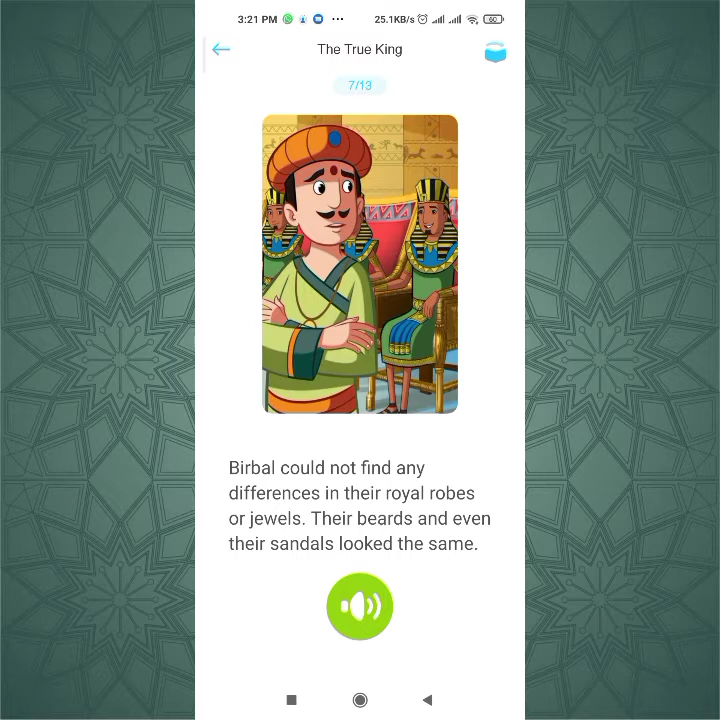 3:21 PM ... 25.1KB/s 60
The True King
7/13
Birbal could not find any
differences in their royal robes
or jewels. Their beards and even
their sandals looked the same.